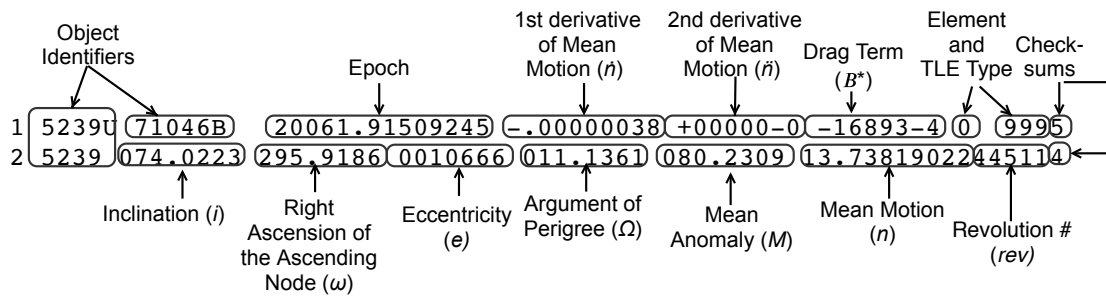 Object
Identifiers
Epoch
1st derivative
of Mean
Motion (ṅ)
2nd derivative
of Mean
Motion (n̈)
Drag Term
(B*)
Element
and
TLE Type
Check-
sums
1 5239U 71046B 20061.91509245 -.00000038 +00000-0 -16893-4 0 9995
2 5239 074.0223 295.9186 0010666 011.1361 080.2309 13.73819022445114
Inclination (i)
Right
Ascension of
the Ascending
Node (ω)
Eccentricity
(e)
Argument of
Perigree (Ω)
Mean
Anomaly (M)
Mean Motion
(n)
Revolution #
(rev)